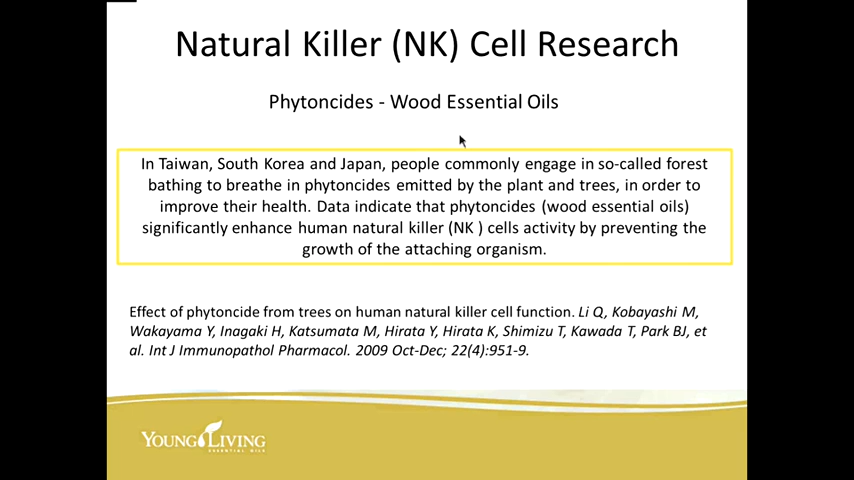 Natural Killer (NK) Cell Research
Phytoncides - Wood Essential Oils
In Taiwan, South Korea and Japan, people commonly engage in so-called forest
bathing to breathe in phytoncides emitted by the plant and trees, in order to
improve their health. Data indicate that phytoncides (wood essential oils)
significantly enhance human natural killer (NK ) cells activity by preventing the
growth of the attaching organism.
Effect of phytoncide from trees on human natural killer cell function. Li Q, Kobayashi M,
Wakayama Y, Inagaki H, Katsumata M, Hirata Y, Hirata K, Shimizu T, Kawada T, Park BJ, et
al. Int J Immunopathol Pharmacol. 2009 Oct-Dec; 22(4):951-9.
YOUNG LIVING
ESSENTIAL OILS